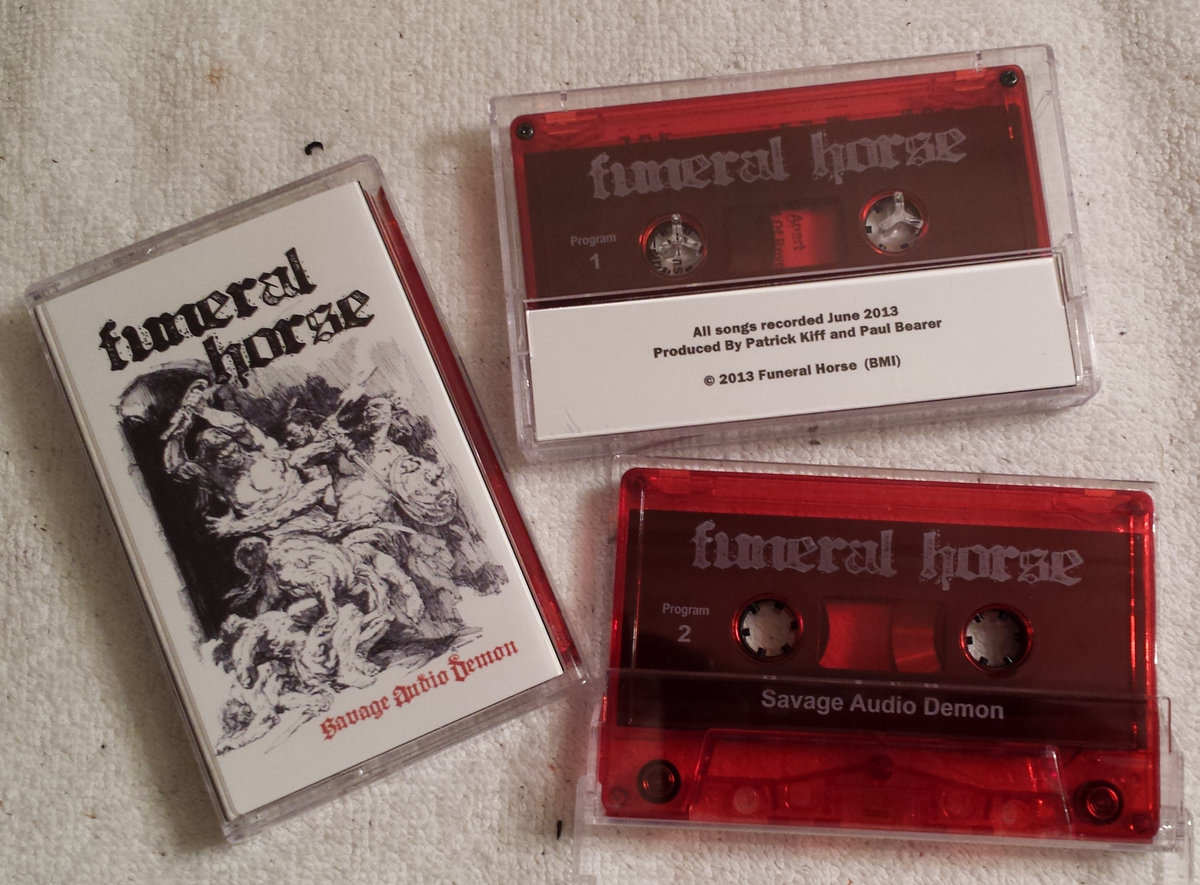 funeral
horse
Savage Audio Demon
funeral horse
Program
1
All songs recorded June 2013
Produced By Patrick Kiff and Paul Bearer
© 2013 Funeral Horse (BMI)
funeral horse
Program
2
Savage Audio Demon